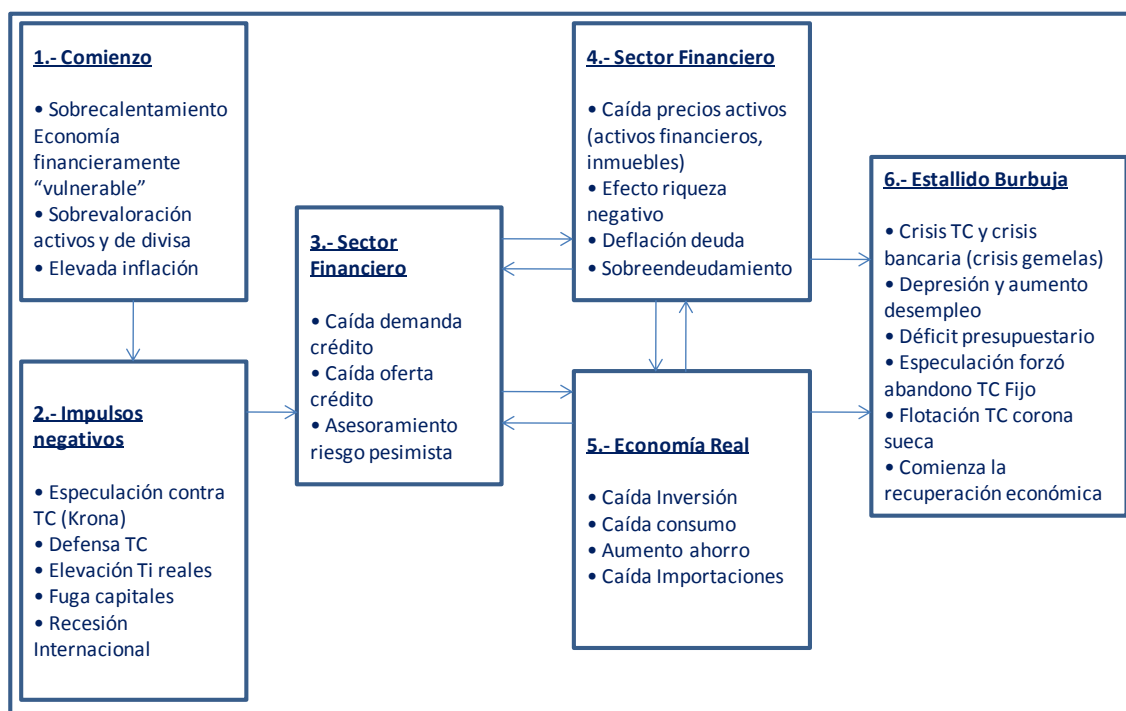 1.- Comienzo
• Sobrecalentamiento
Economía
financieramente
“vulnerable”
• Sobrevaloración
activos y de divisa
• Elevada inflación
2.- Impulsos
negativos
• Especulación contra
TC (Krona)
• Defensa TC
• Elevación Ti reales
• Fuga capitales
• Recesión
Internacional
3.- Sector
Financiero
• Caída demanda
crédito
• Caída oferta
crédito
• Asesoramiento
riesgo pesimista
4.- Sector Financiero
• Caída precios activos
(activos financieros,
inmuebles)
• Efecto riqueza
negativo
• Deflación deuda
• Sobreendeudamiento
5.- Economía Real
• Caída Inversión
• Caída consumo
• Aumento ahorro
• Caída Importaciones
6.- Estallido Burbuja
• Crisis TC y crisis
bancaria (crisis gemelas)
• Depresión y aumento
desempleo
• Déficit presupuestario
• Especulación forzó
abandono TC Fijo
• Flotación TC corona
sueca
• Comienza la
recuperación económica